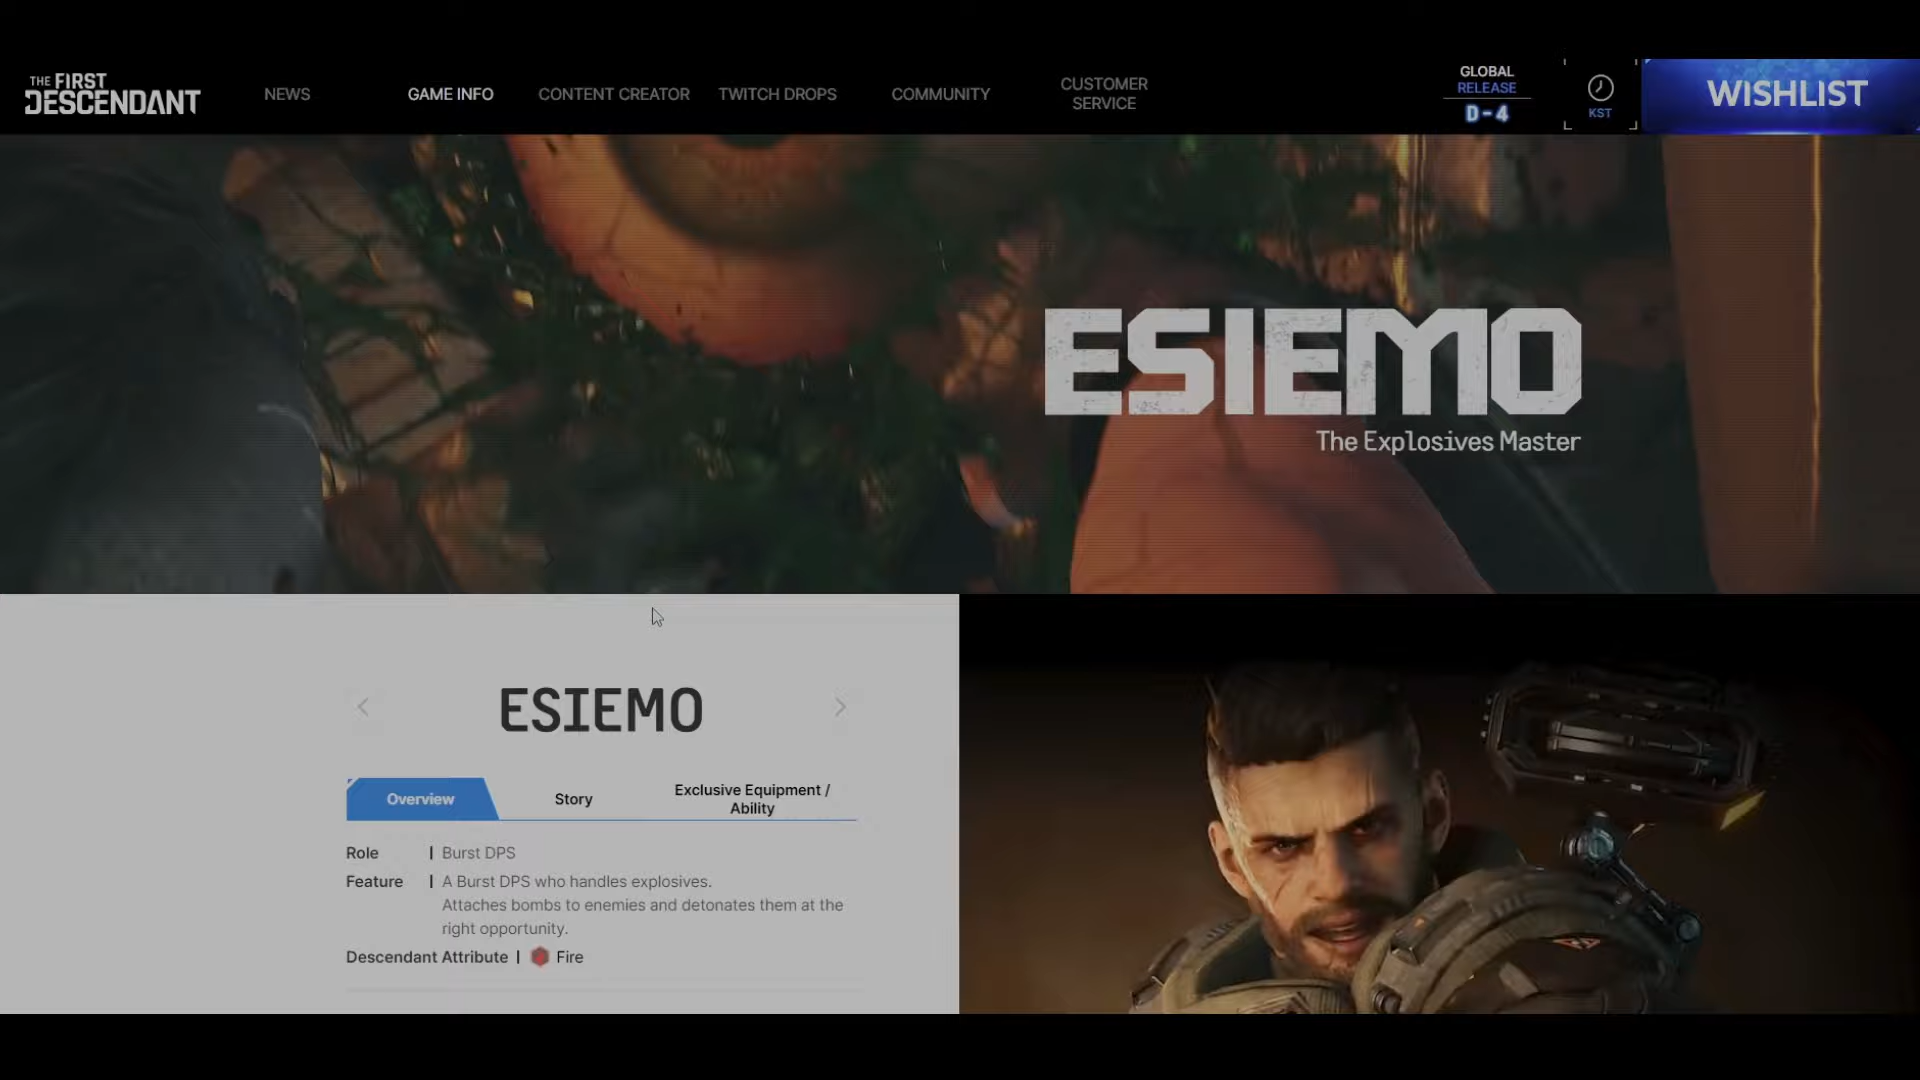 THE FIRST
DESCENDANT
NEWS
GAME INFO
CONTENT CREATOR
TWITCH DROPS
COMMUNITY
CUSTOMER
SERVICE
GLOBAL
RELEASE
D-4
KST
WISHLIST
ESIEMO
The Explosives Master
ESIEMO
Overview
Story
Exclusive Equipment /
Ability
Role | Burst DPS
Feature | A Burst DPS who handles explosives.
Attaches bombs to enemies and detonates them at the
right opportunity.
Descendant Attribute | Fire